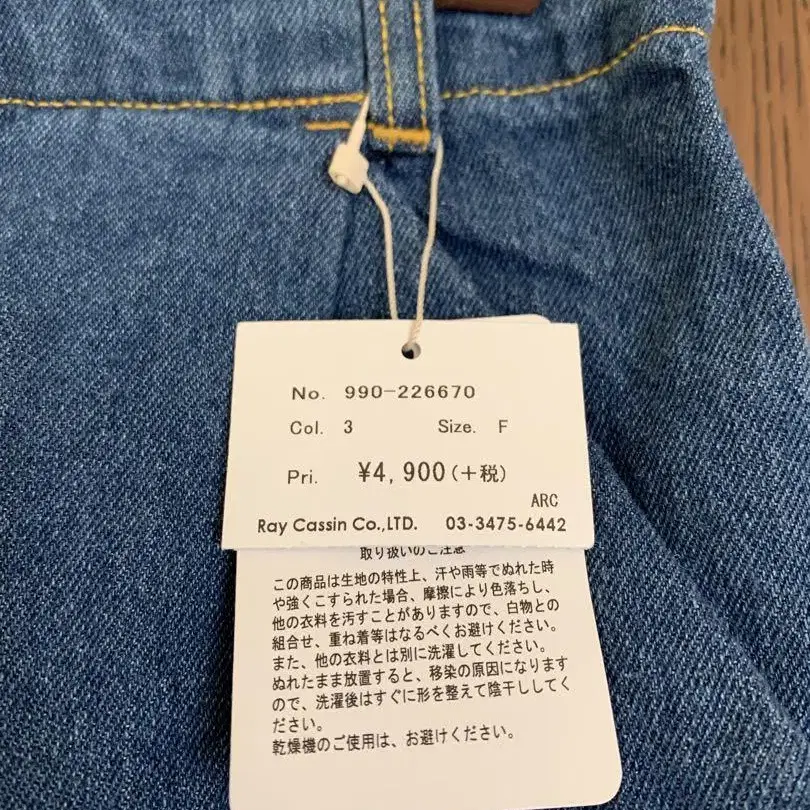 No. 990-226670
Col. 3 Size. F
Pri. ¥4,900(+税)
ARC
Ray Cassin Co.,LTD. 03-3475-6442
取り扱いのご注意
この商品は生地の特性上、汗や雨等でぬれた時
や強くこすられた場合、摩擦により色落ちし、
他の衣料を汚すことがありますので、白物との
組合せ、重ね着等はなるべくお避けください。
また、他の衣料とは別に洗濯してください。
ぬれたまま放置すると、移染の原因になります
ので、洗濯後はすぐに形を整えて陰干ししてく
ださい。
乾燥機のご使用は、お避けください。